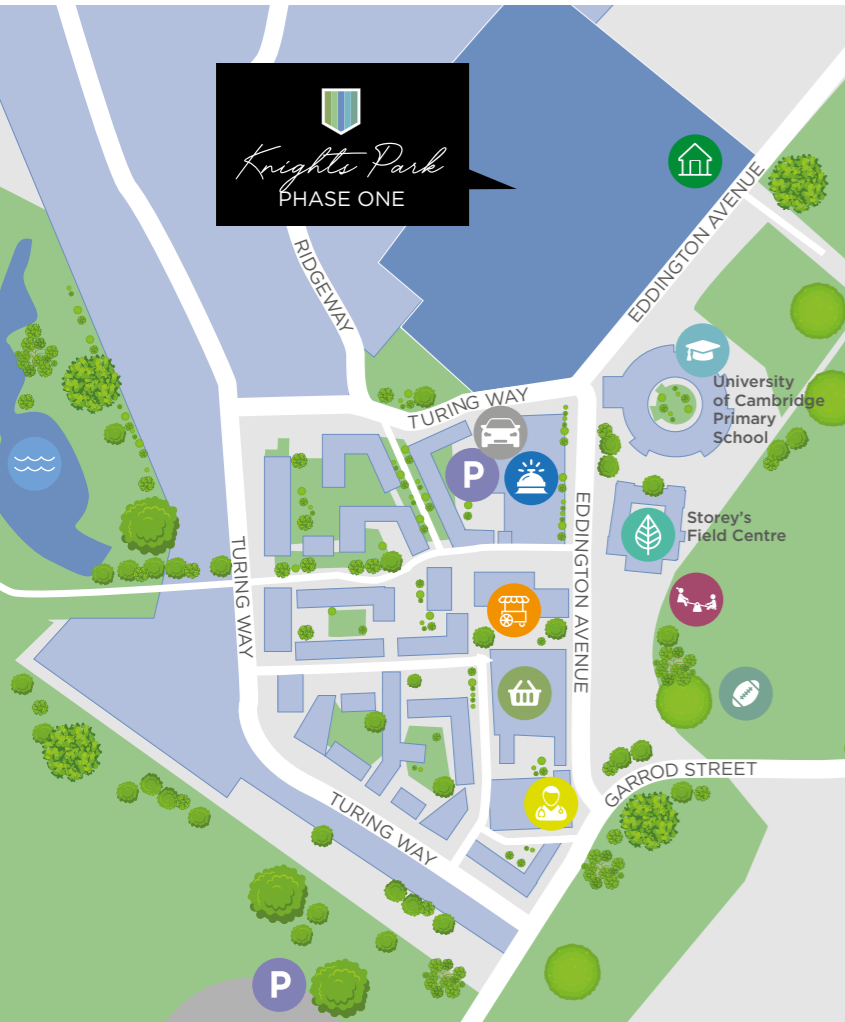 Knights Park
PHASE ONE
RIDGEWAY
EDDINGTON AVENUE
TURING WAY
University
of Cambridge
Primary
School
P
EDDINGTON AVENUE
Storey's
Field Centre
TURING WAY
GARROD STREET
TURING WAY
P